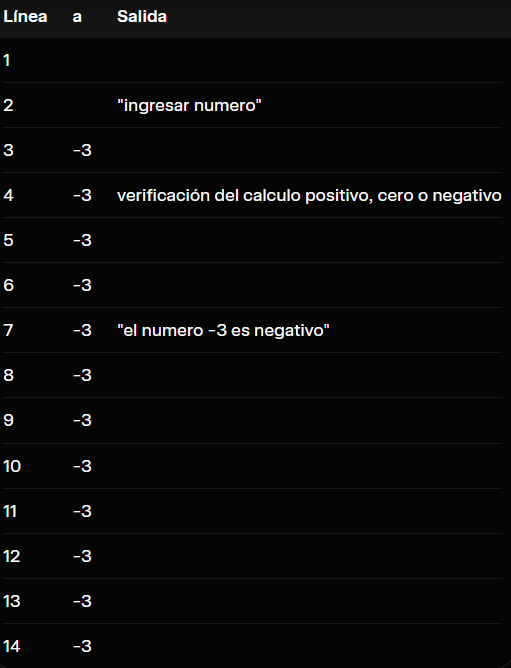 Línea a Salida
1
2 "ingresar numero"
3 -3
4 -3 verificación del calculo positivo, cero o negativo
5 -3
6 -3
7 -3 "el numero -3 es negativo"
8 -3
9 -3
10 -3
11 -3
12 -3
13 -3
14 -3